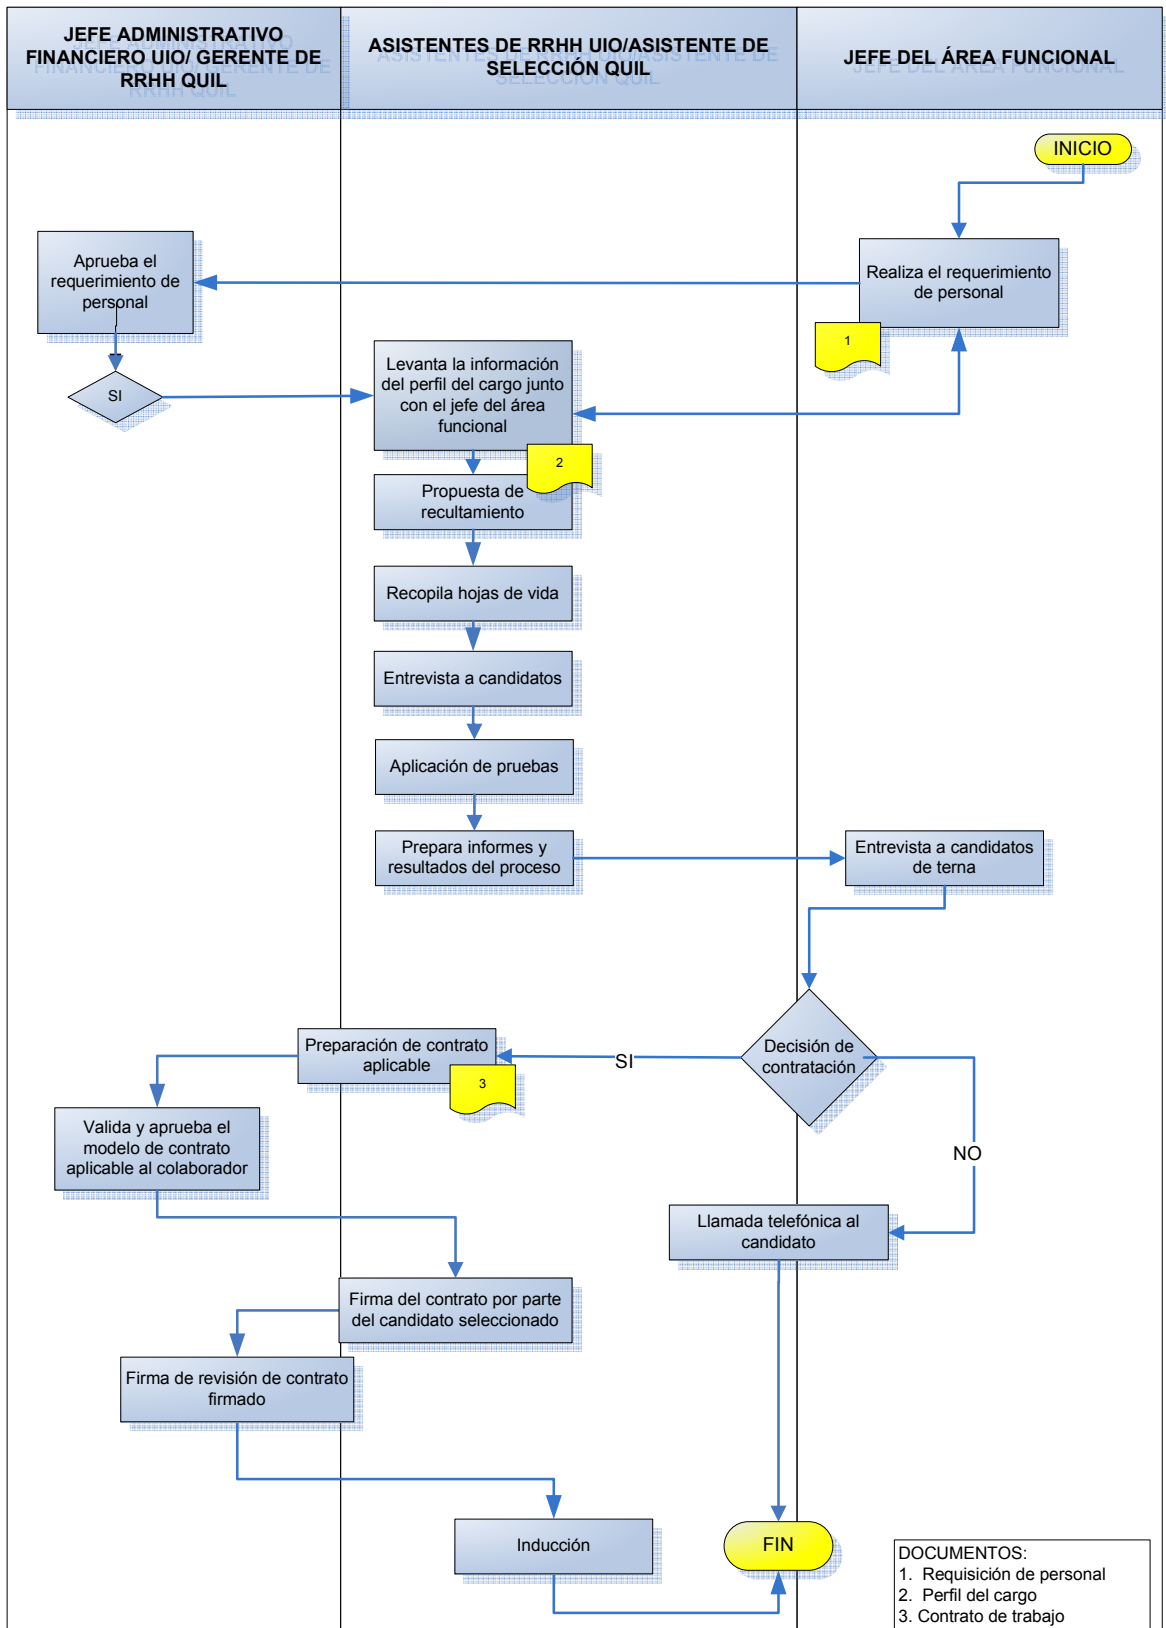 JEFE ADMINISTRATIVO
FINANCIERO UIO/ GERENTE DE
RRHH QUIL
ASISTENTES DE RRHH UIO/ASISTENTE DE
SELECCIÓN QUIL
JEFE DEL ÁREA FUNCIONAL
INICIO
Aprueba el
requerimiento de
personal
Realiza el requerimiento
de personal
1
SI
Levanta la información
del perfil del cargo junto
con el jefe del área
funcional
2
Propuesta de
recultamiento
Recopila hojas de vida
Entrevista a candidatos
Aplicación de pruebas
Prepara informes y
resultados del proceso
Entrevista a candidatos
de terna
Decisión de
contratación
SI
Preparación de contrato
aplicable
3
Valida y aprueba el
modelo de contrato
aplicable al colaborador
NO
Llamada telefónica al
candidato
Firma del contrato por parte
del candidato seleccionado
Firma de revisión de contrato
firmado
Inducción
FIN
DOCUMENTOS:
1. Requisición de personal
2. Perfil del cargo
3. Contrato de trabajo